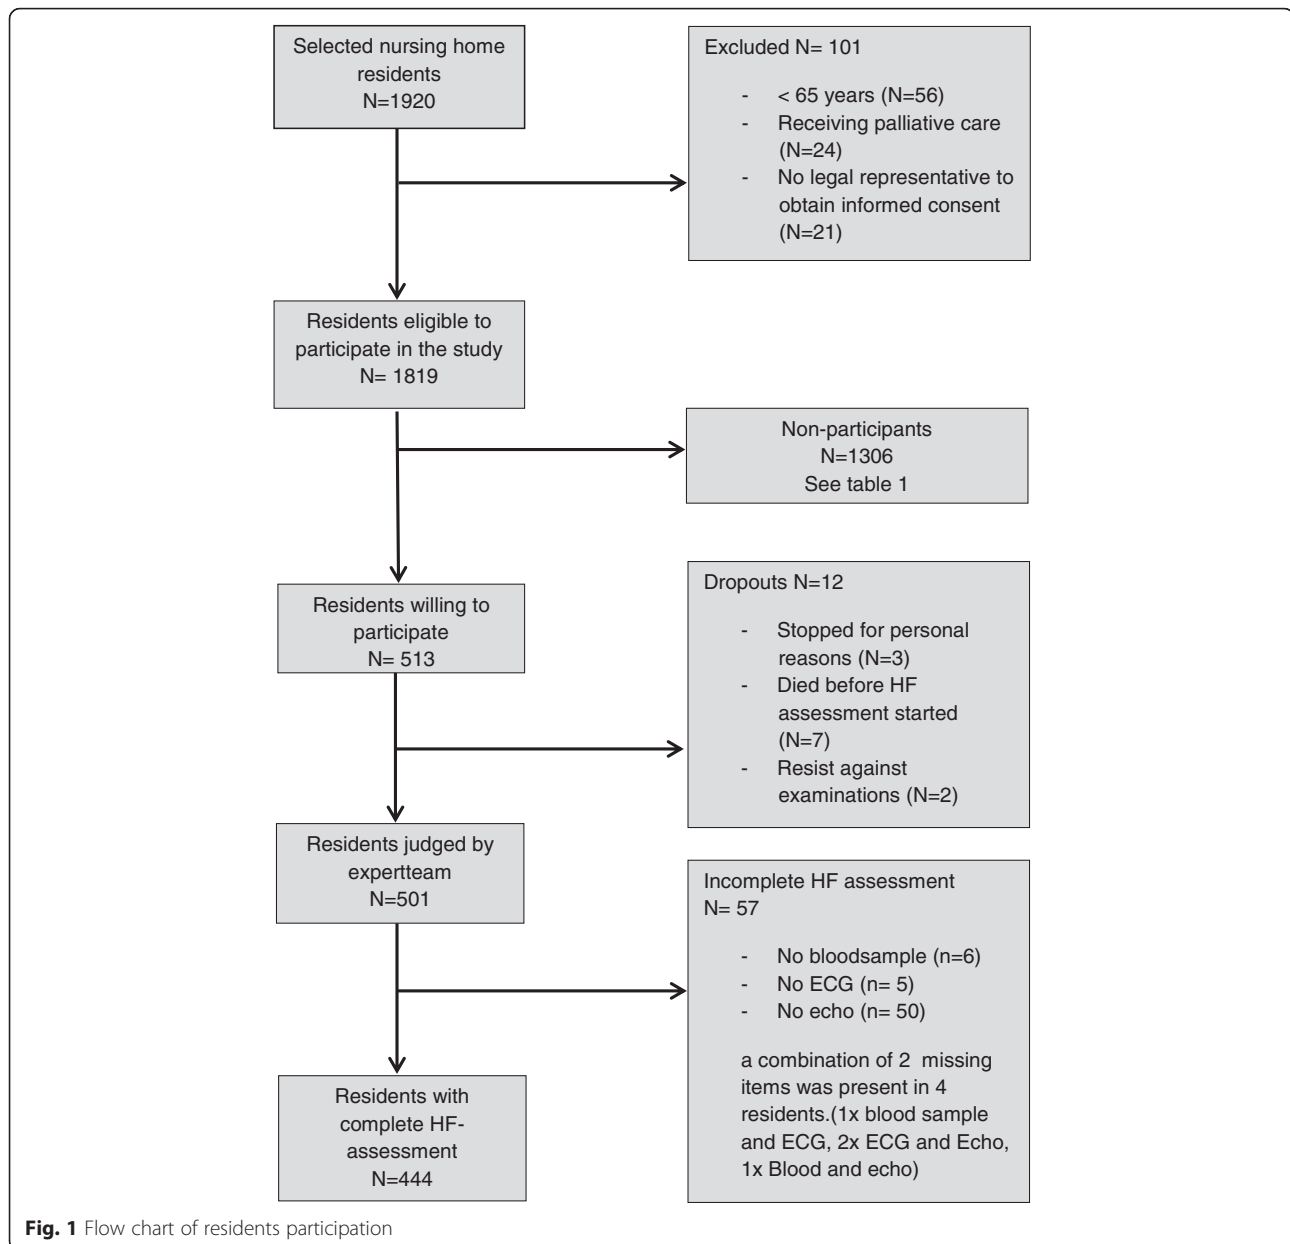 Selected nursing home
residents
N=1920
Excluded N= 101
- < 65 years (N=56)
- Receiving palliative care
(N=24)
- No legal representative to
obtain informed consent
(N=21)
Residents eligible to
participate in the study
N= 1819
Non-participants
N=1306
See table 1
Residents willing to
participate
N= 513
Dropouts N=12
- Stopped for personal
reasons (N=3)
- Died before HF
assessment started
(N=7)
- Resist against
examinations (N=2)
Residents judged by
expertteam
N=501
Incomplete HF assessment
N= 57
- No bloodsample (n=6)
- No ECG (n= 5)
- No echo (n= 50)
a combination of 2 missing
items was present in 4
residents.(1x blood sample
and ECG, 2x ECG and Echo,
1x Blood and echo)
Residents with
complete HF-
assessment
N=444
Fig. 1 Flow chart of residents participation